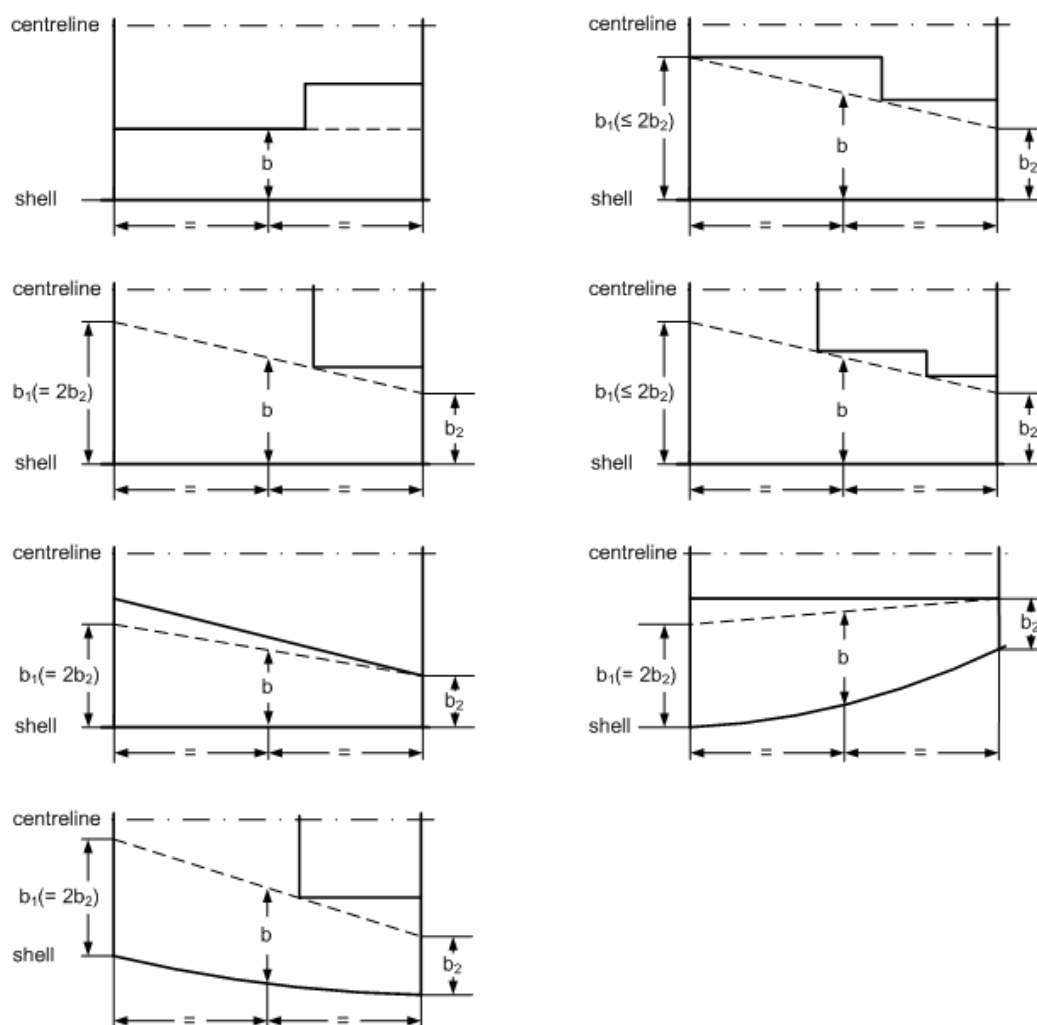 centreline
b
shell
= =
centreline
b₁(≤ 2b₂)
b
b₂
shell
= =
centreline
b₁(= 2b₂)
b
b₂
shell
= =
centreline
b₁(≤ 2b₂)
b
b₂
shell
= =
centreline
b₁(= 2b₂)
b
b₂
shell
= =
centreline
b₂
b
b₁(= 2b₂)
shell
= =
centreline
b₁(= 2b₂)
b
shell
b₂
= =